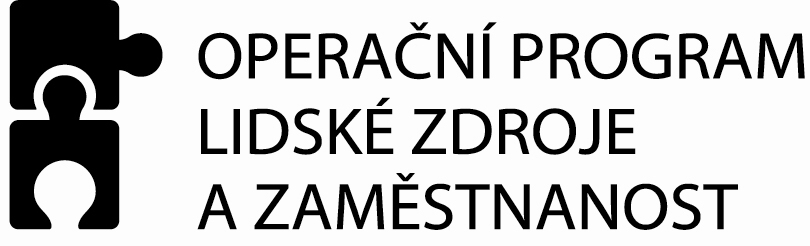 OPERAČNÍ PROGRAM
LIDSKÉ ZDROJE
A ZAMĚSTNANOST